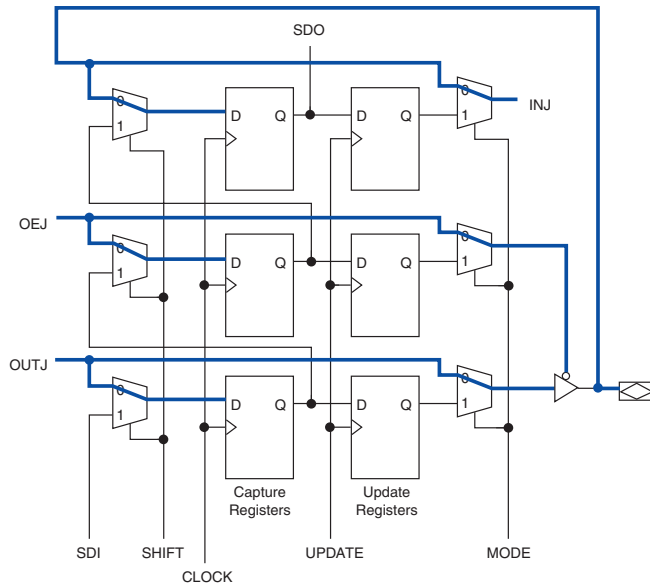 SDO
0
1
D Q
D Q
0
1
INJ
OEJ
0
1
D Q
D Q
0
1
OUTJ
0
1
D Q
D Q
0
1
Capture
Registers
Update
Registers
SDI
SHIFT
CLOCK
UPDATE
MODE